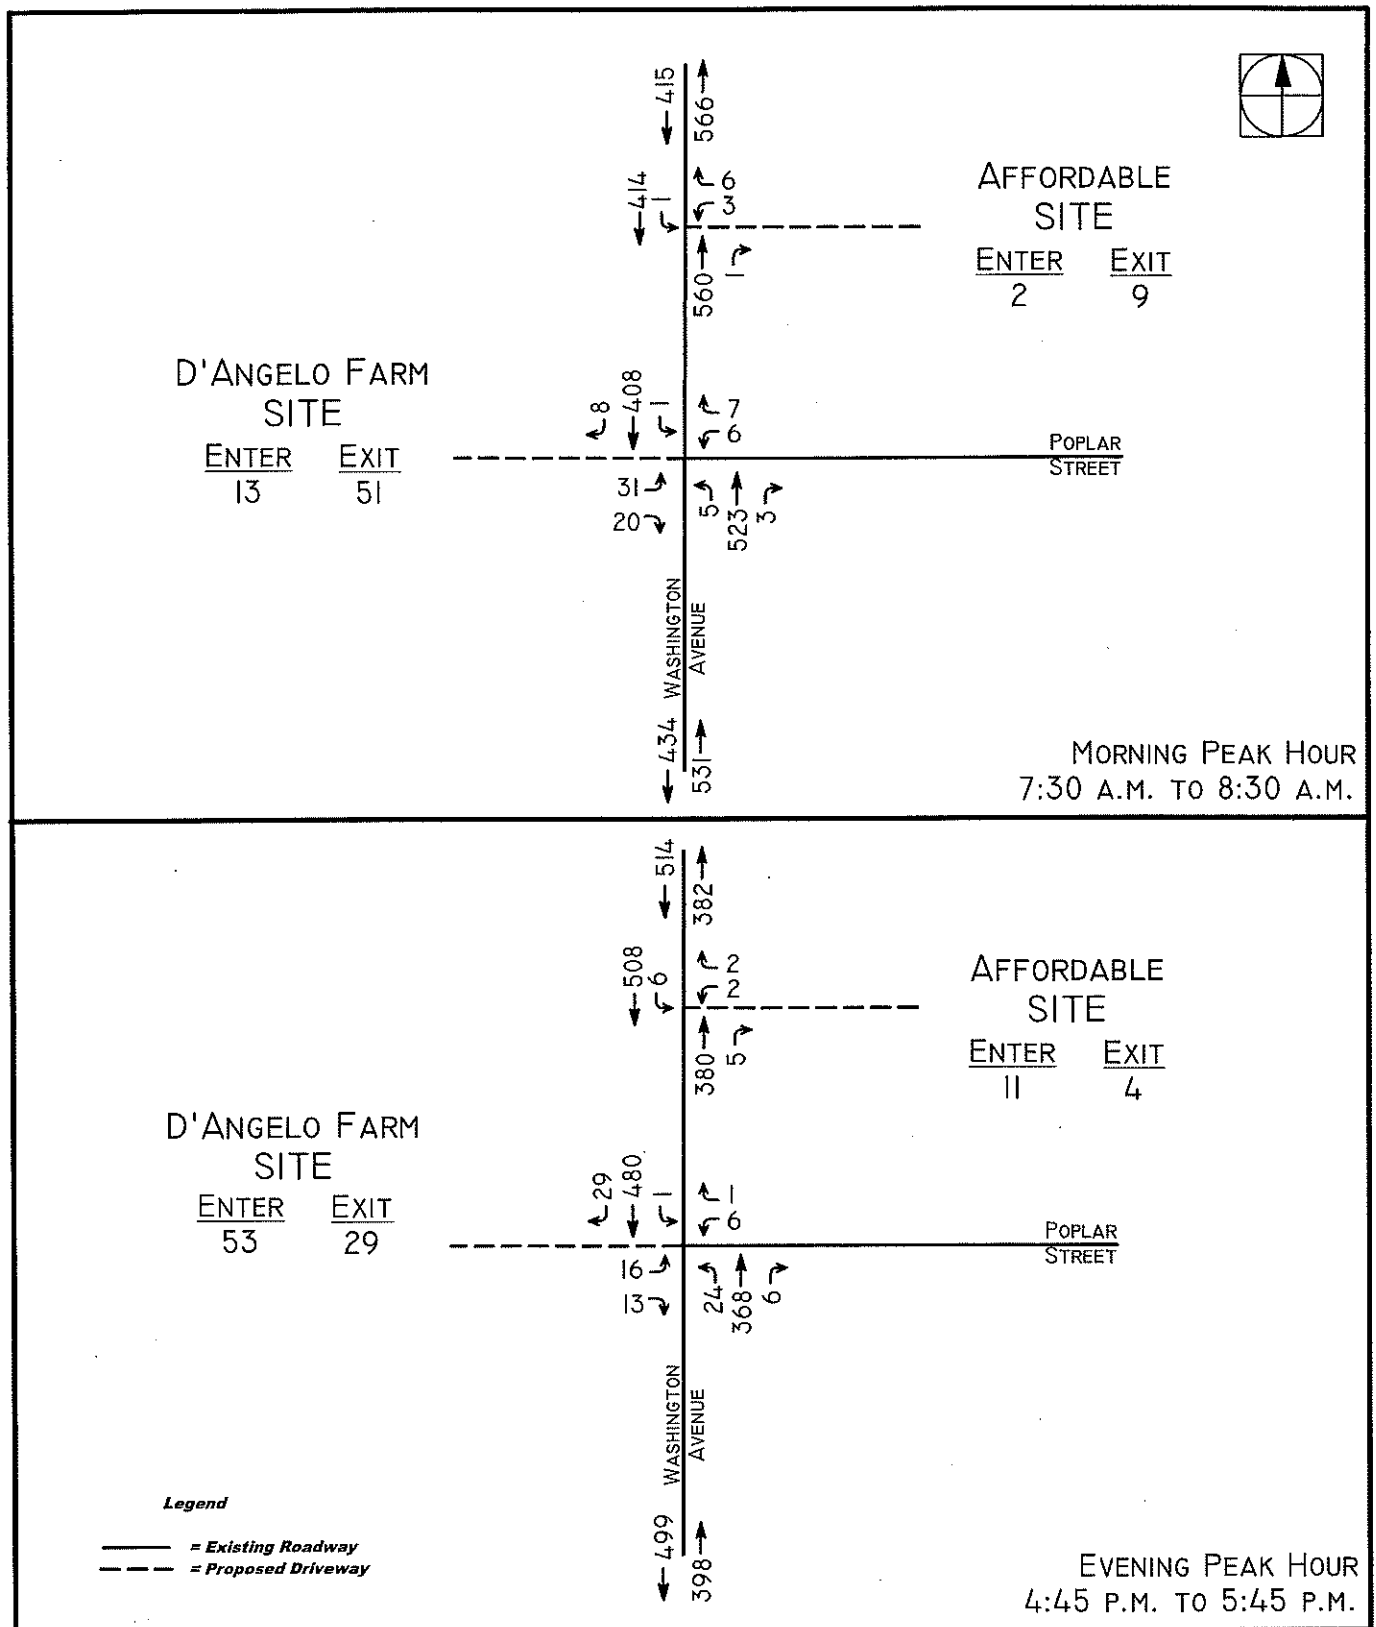 415
566
414
1
6
3
560
1
AFFORDABLE
SITE
ENTER EXIT
2 9
D'ANGELO FARM
SITE
ENTER EXIT
13 51
8
408
1
7
6
POPLAR
STREET
31
20
5
523
3
WASHINGTON
AVENUE
434
531
MORNING PEAK HOUR
7:30 A.M. TO 8:30 A.M.
514
382
508
6
2
2
380
5
AFFORDABLE
SITE
ENTER EXIT
11 4
D'ANGELO FARM
SITE
ENTER EXIT
53 29
29
480
1
1
6
POPLAR
STREET
16
13
24
368
6
WASHINGTON
AVENUE
499
398
Legend
= Existing Roadway
= Proposed Driveway
EVENING PEAK HOUR
4:45 P.M. TO 5:45 P.M.